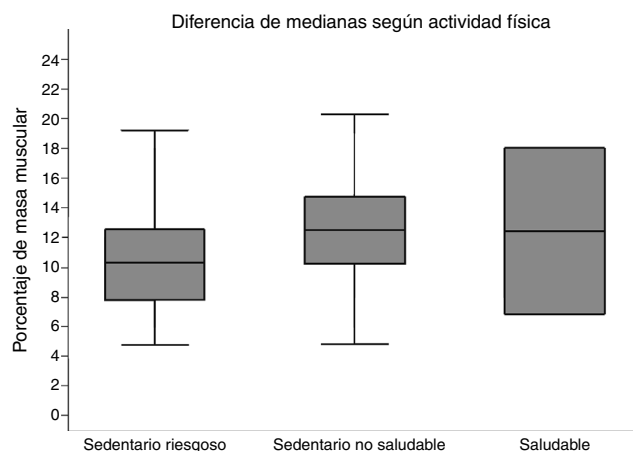 Diferencia de medianas según actividad física
Porcentaje de masa muscular
24
22
20
18
16
14
12
10
8
6
4
2
0
Sedentario riesgoso
Sedentario no saludable
Saludable